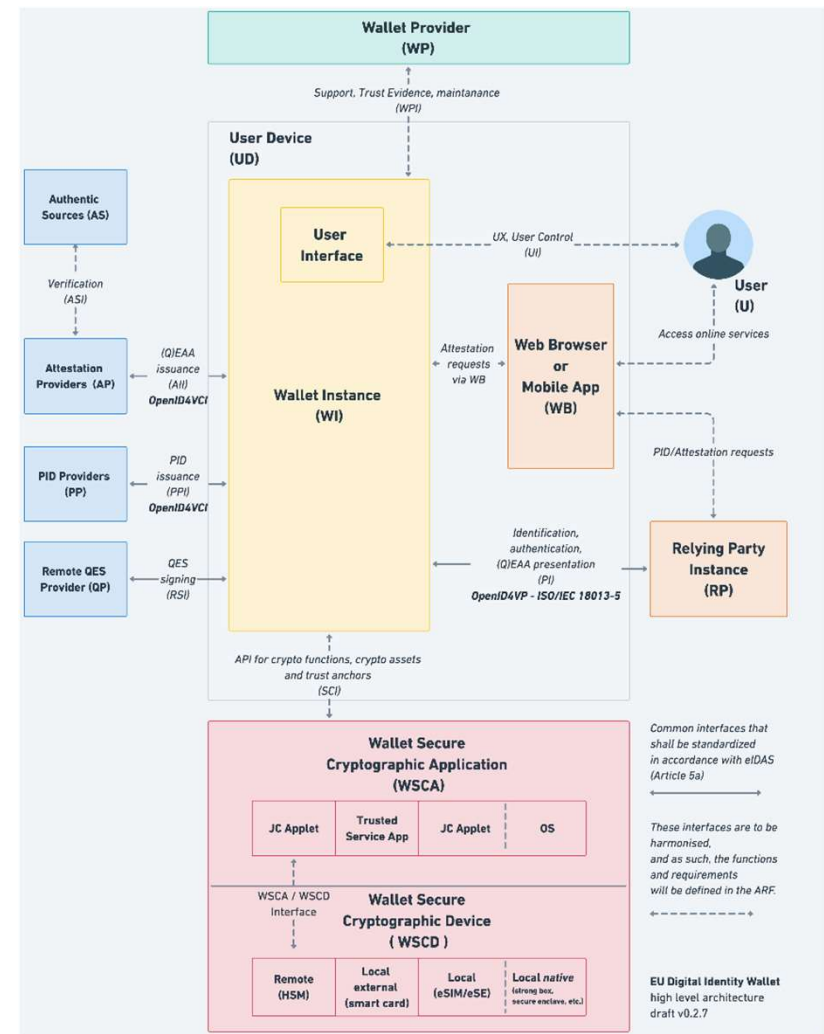 Wallet Provider
(WP)
Support, Trust Evidence, maintanance
(WPI)
User Device
(UD)
Authentic
Sources (AS)
User
Interface
UX, User Control
(UI)
User
(U)
Verification
(ASI)
Access online services
Attestation
Providers (AP)
(Q)EAA
issuance
(AII)
OpenID4VCI
Wallet Instance
(WI)
Attestation
requests
via WB
Web Browser
or
Mobile App
(WB)
PID Providers
(PP)
PID
issuance
(PPI)
OpenID4VCI
PID/Attestation requests
Remote QES
Provider (QP)
QES
signing
(RSI)
Identification,
authentication,
(Q)EAA presentation
(PI)
OpenID4VP - ISO/IEC 18013-5
Relying Party
Instance
(RP)
API for crypto functions, crypto assets
and trust anchors
(SCI)
Wallet Secure
Cryptographic Application
(WSCA)
JC Applet
Trusted
Service App
JC Applet
OS
WSCA / WSCD
Interface
Wallet Secure
Cryptographic Device
( WSCD )
Remote
(HSM)
Local
external
(smart card)
Local
(eSIM/eSE)
Local native
(strong box,
secure enclave, etc.)
Common interfaces that
shall be standardized
in accordance with eIDAS
(Article 5a)
These interfaces are to be
harmonised,
and as such, the functions
and requirements
will be defined in the ARF.
EU Digital Identity Wallet
high level architecture
draft v0.2.7